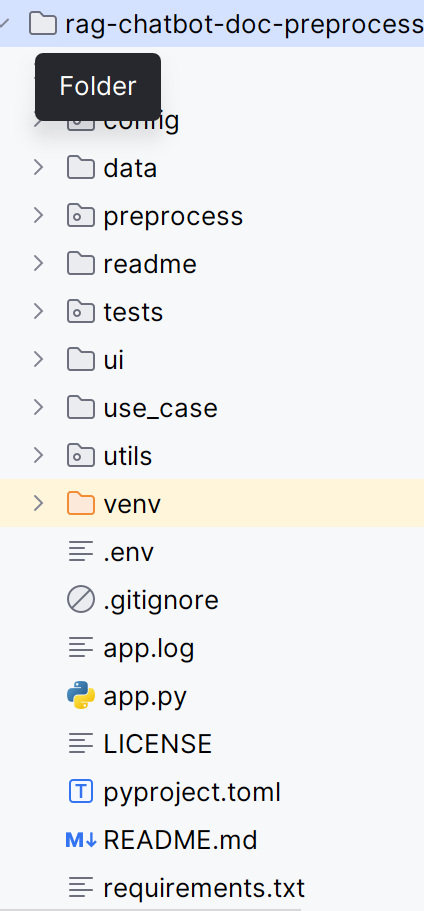 rag-chatbot-doc-preprocess
Folder
config
data
preprocess
readme
tests
ui
use_case
utils
venv
.env
.gitignore
app.log
app.py
LICENSE
T pyproject.toml
M↓ README.md
requirements.txt